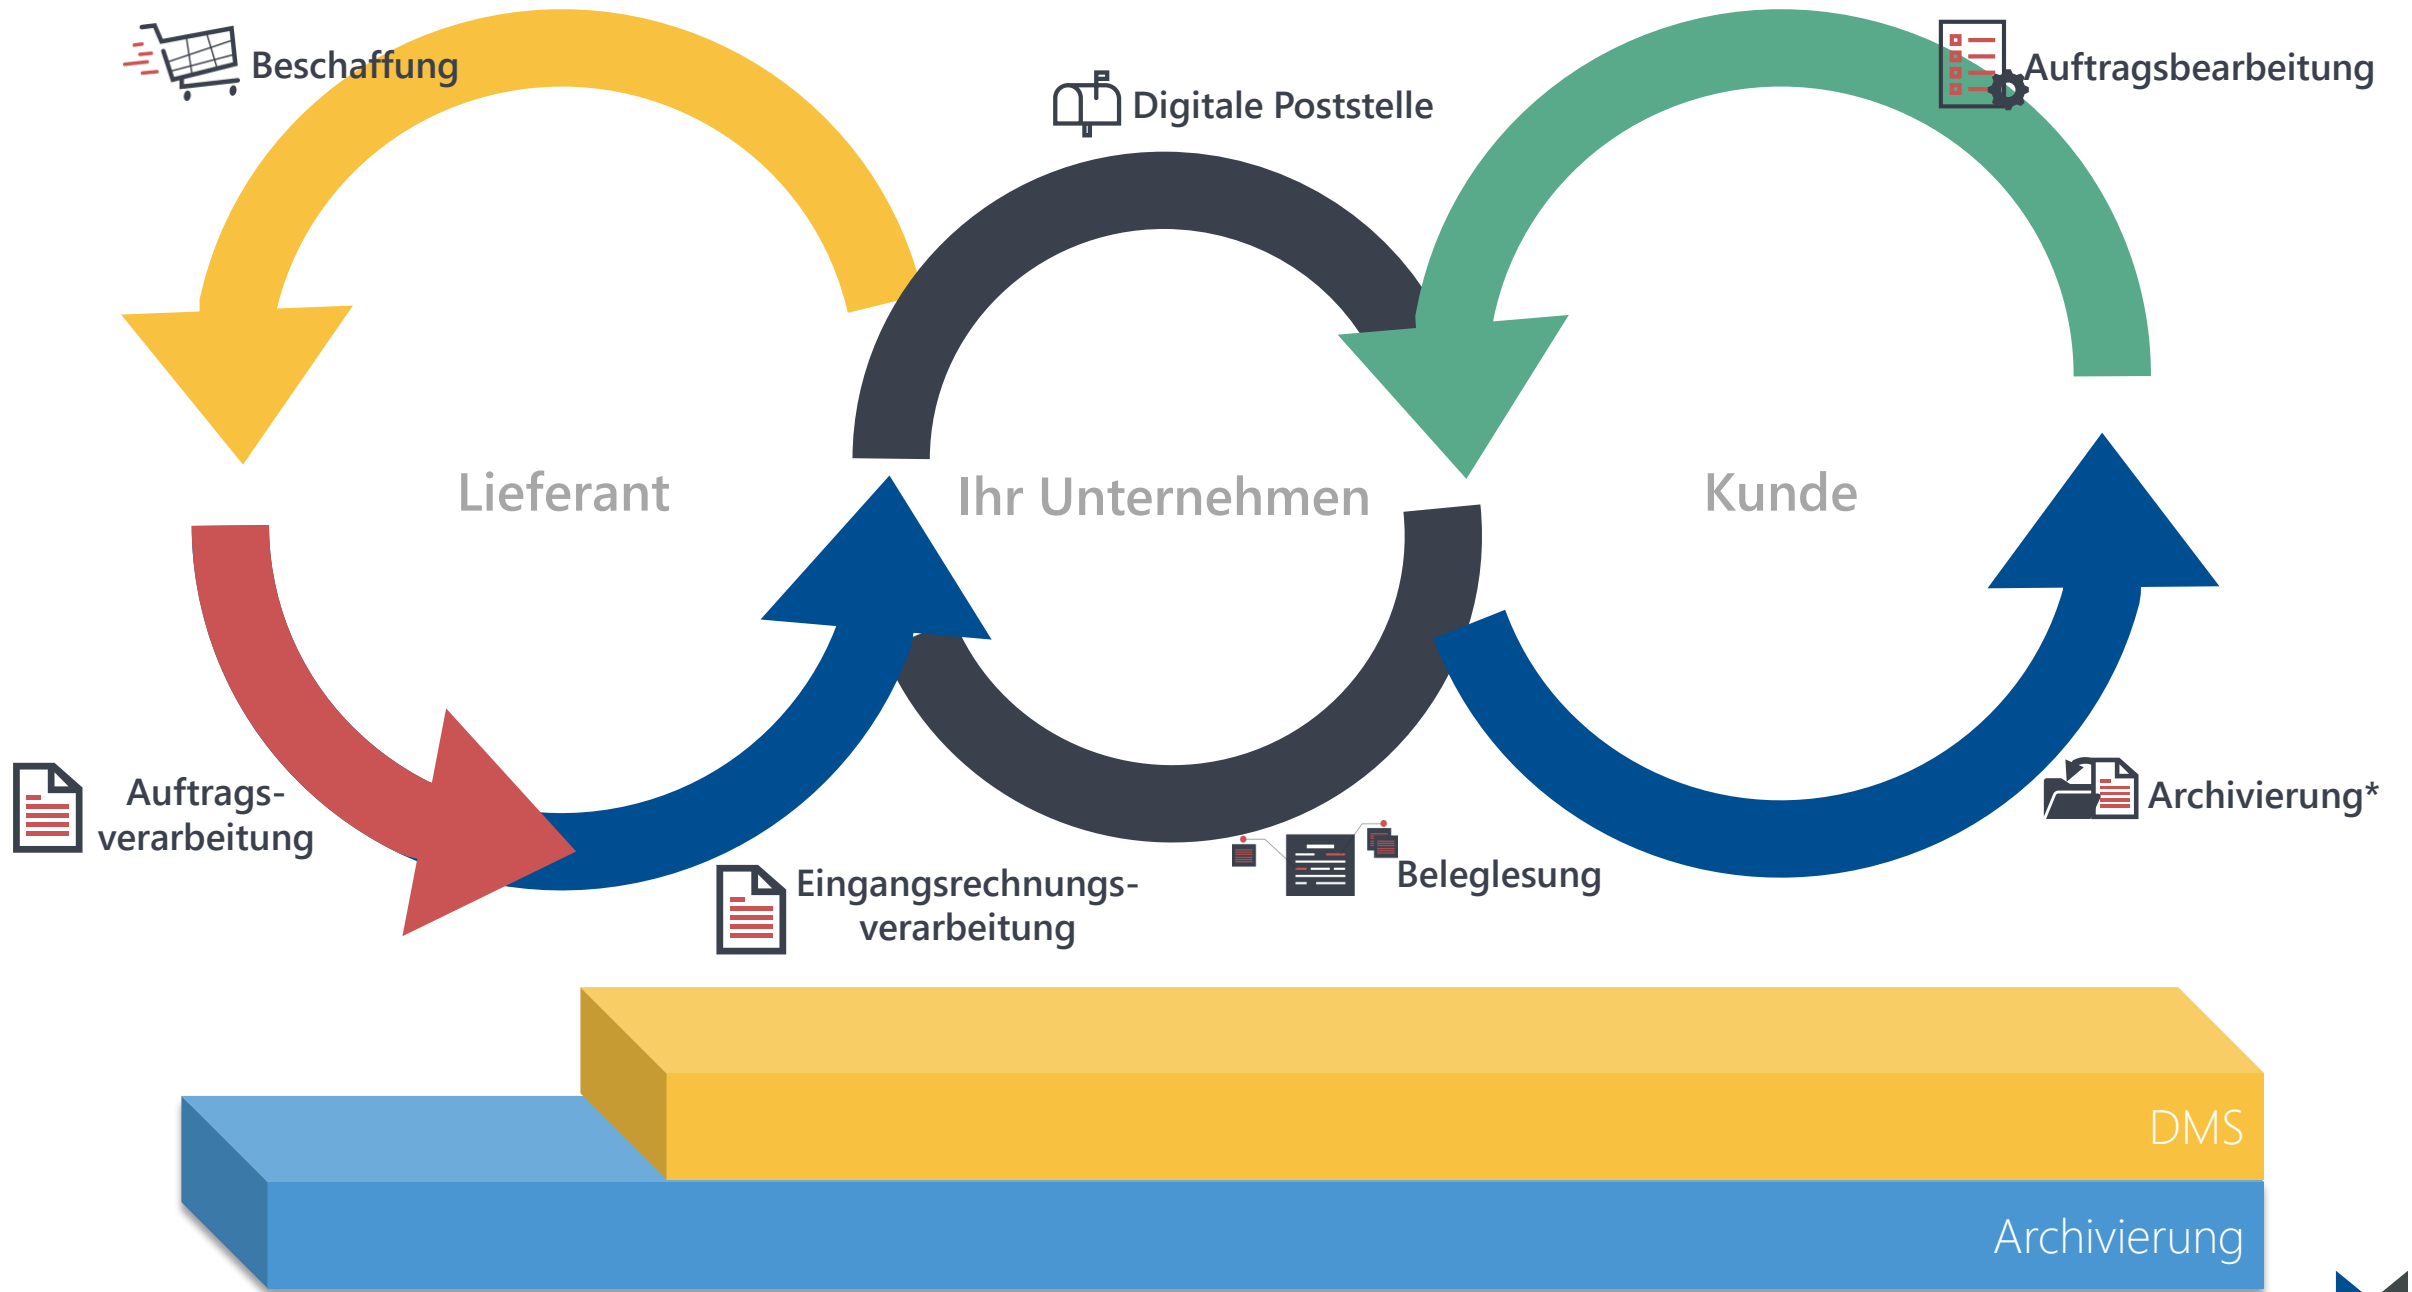 Beschaffung
Digitale Poststelle
Auftragsbearbeitung
Lieferant
Ihr Unternehmen
Kunde
Auftrags-
verarbeitung
Eingangsrechnungs-
verarbeitung
Beleglesung
Archivierung*
DMS
Archivierung